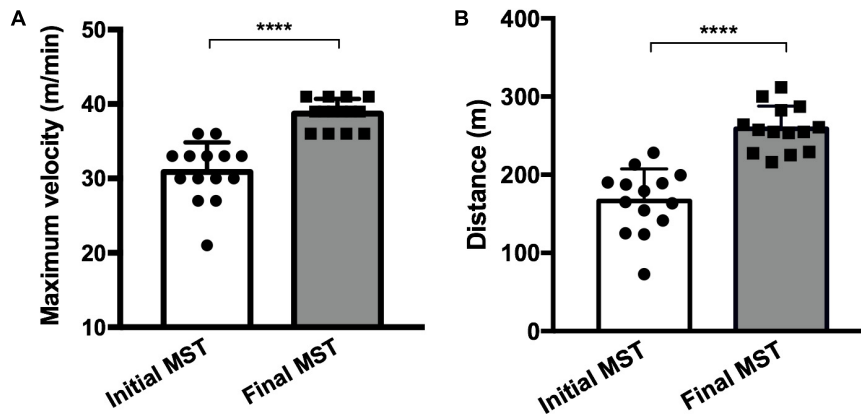 A
B
Maximum velocity (m/min)
50
40
30
20
10
****
Initial MST
Final MST
Distance (m)
400
300
200
100
0
****
Initial MST
Final MST